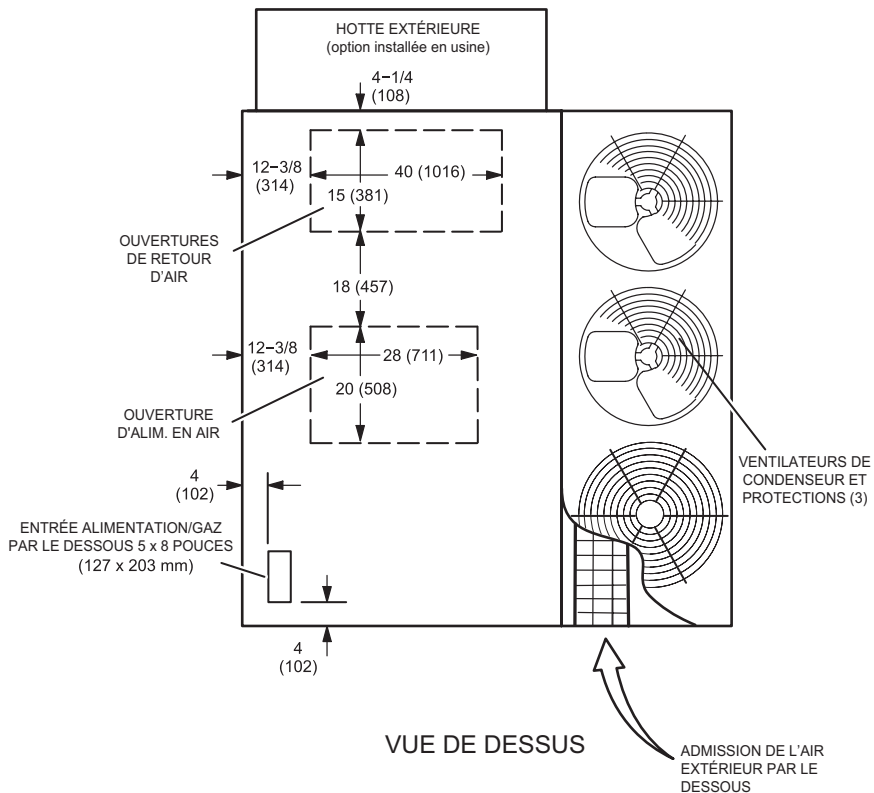 HOTTE EXTÉRIEURE
(option installée en usine)
4−1/4
(108)
12−3/8
(314)
40 (1016)
15 (381)
OUVERTURES
DE RETOUR
D'AIR
18 (457)
12−3/8
(314)
28 (711)
20 (508)
OUVERTURE
D'ALIM. EN AIR
4
(102)
VENTILATEURS DE
CONDENSEUR ET
PROTECTIONS (3)
ENTRÉE ALIMENTATION/GAZ
PAR LE DESSOUS 5 x 8 POUCES
(127 x 203 mm)
4
(102)
VUE DE DESSUS
ADMISSION DE L'AIR
EXTÉRIEUR PAR LE
DESSOUS